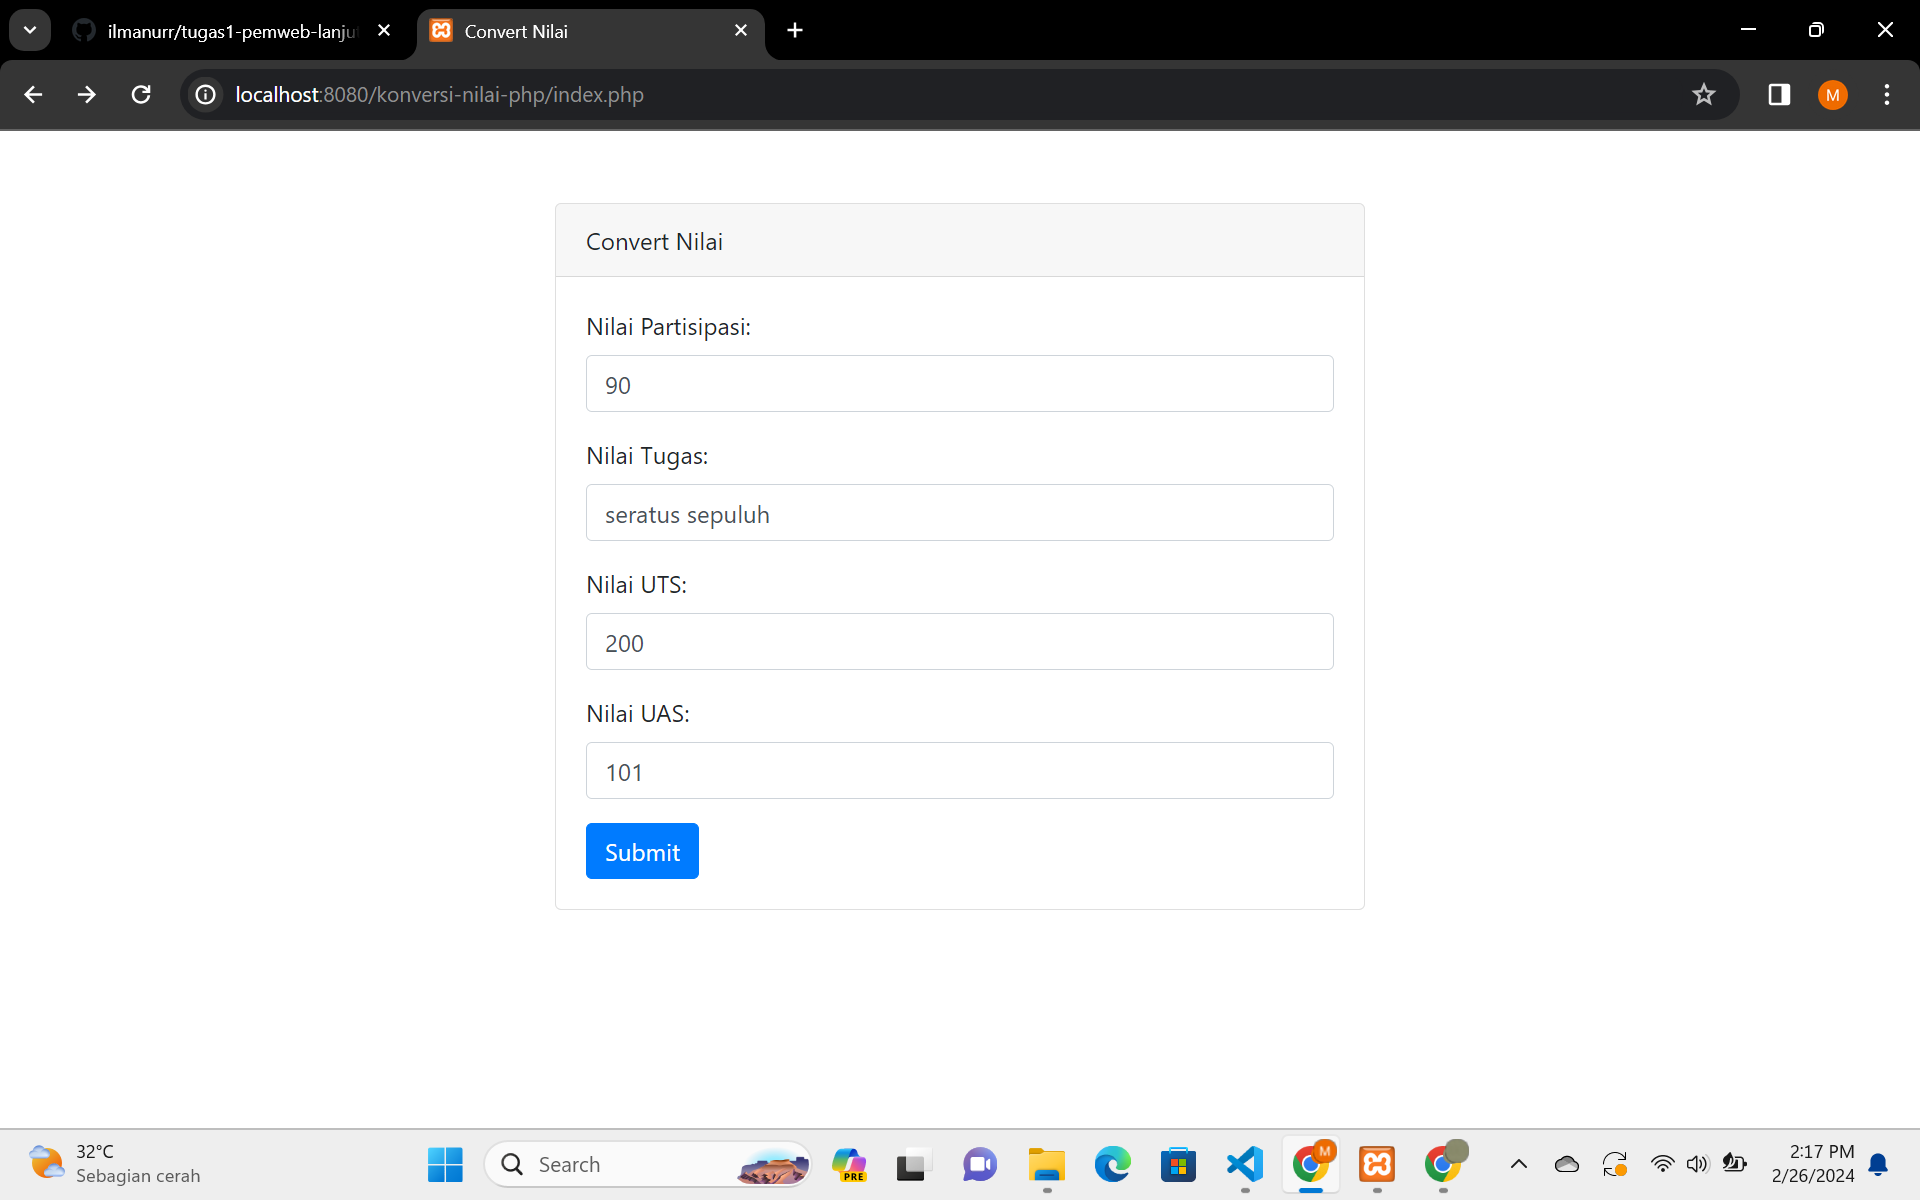 ilmanurr/tugas1-pemweb-lanju
Convert Nilai
localhost:8080/konversi-nilai-php/index.php
M
Convert Nilai
Nilai Partisipasi:
90
Nilai Tugas:
seratus sepuluh
Nilai UTS:
200
Nilai UAS:
101
Submit
32°C
Sebagian cerah
Search
PRE
M
2:17 PM
2/26/2024